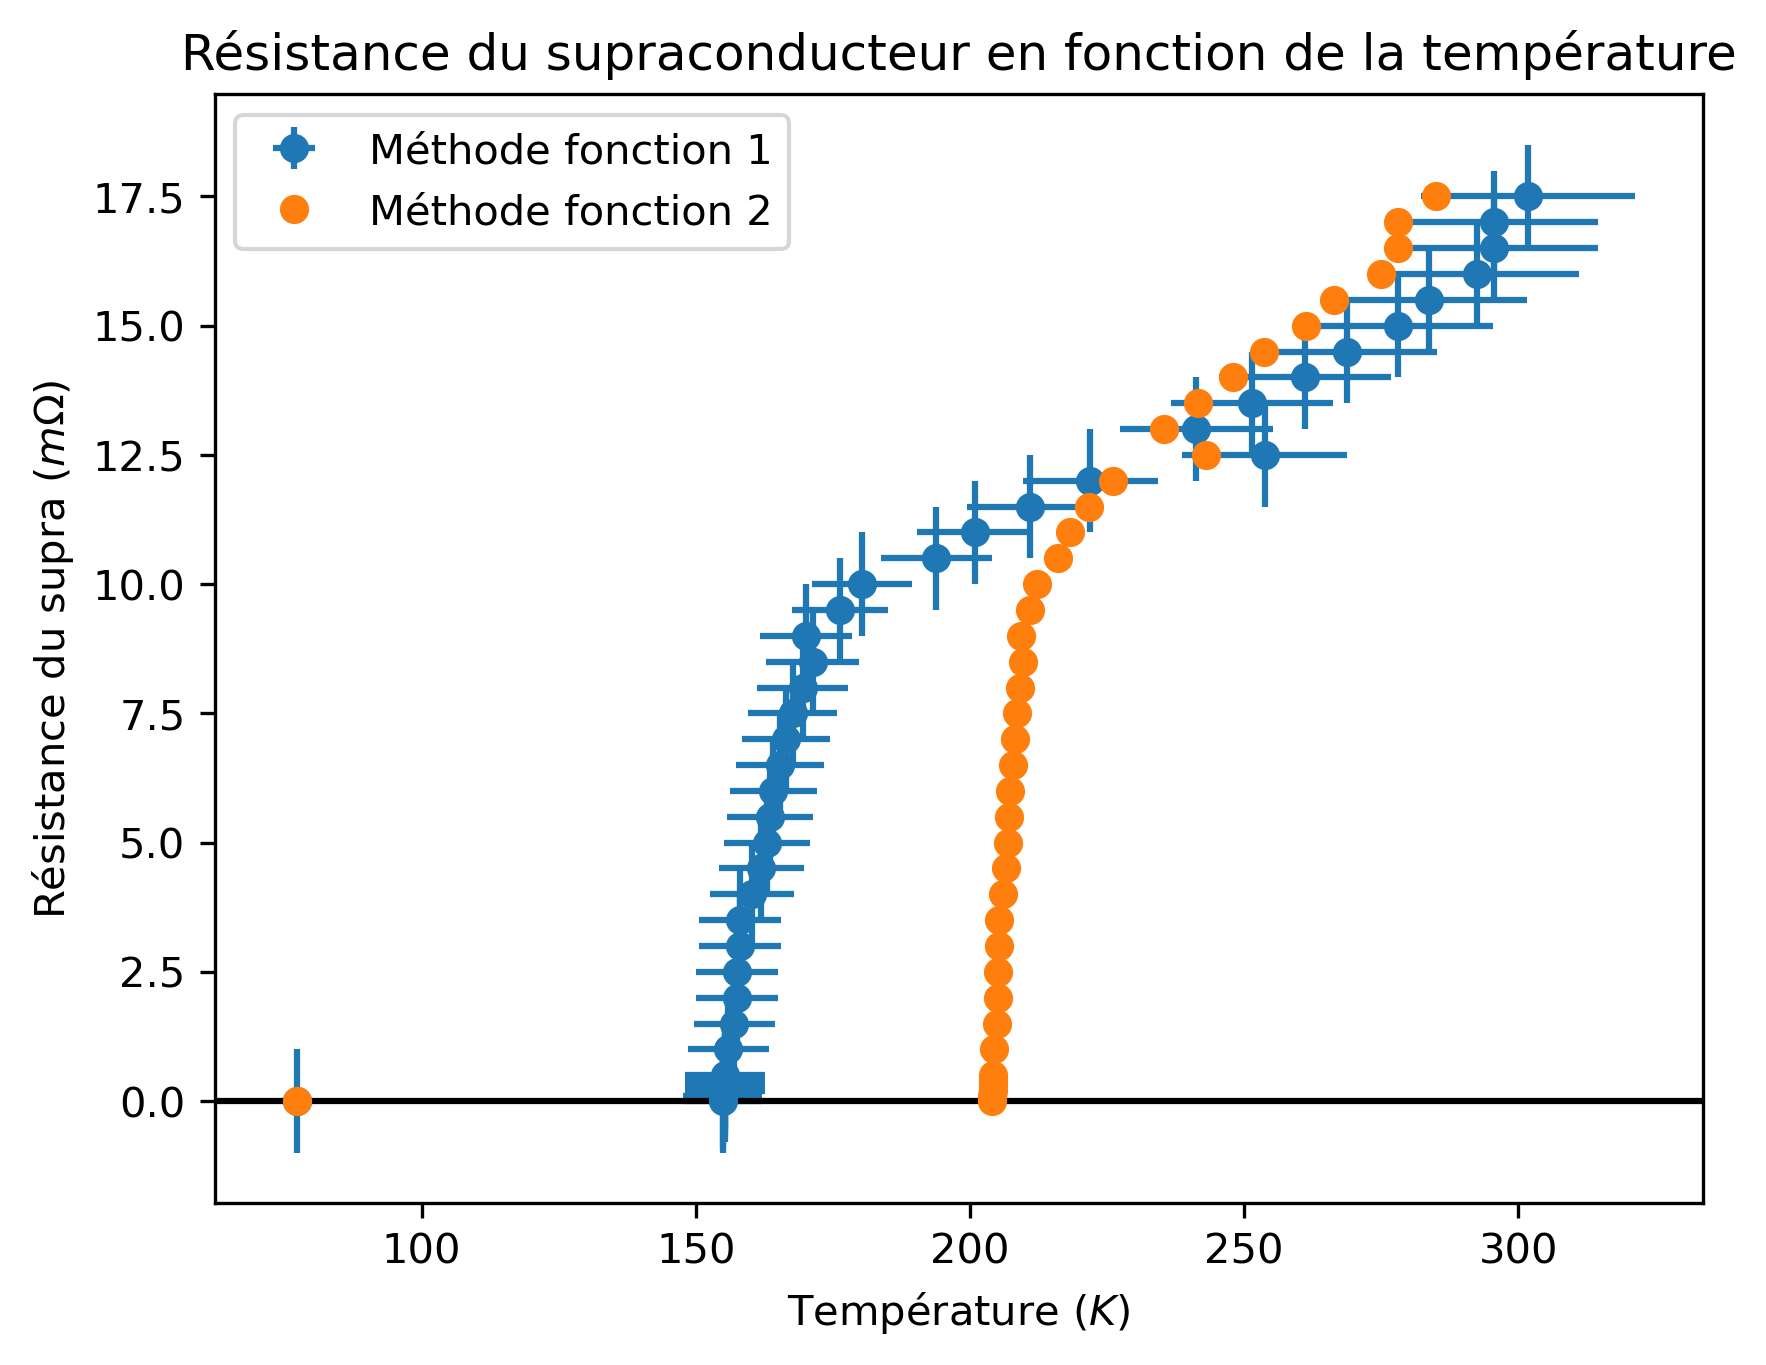 Résistance du supraconducteur en fonction de la température
Méthode fonction 1
Méthode fonction 2
Résistance du supra (mΩ)
17.5
15.0
12.5
10.0
7.5
5.0
2.5
0.0
100
150
200
250
300
Température (K)